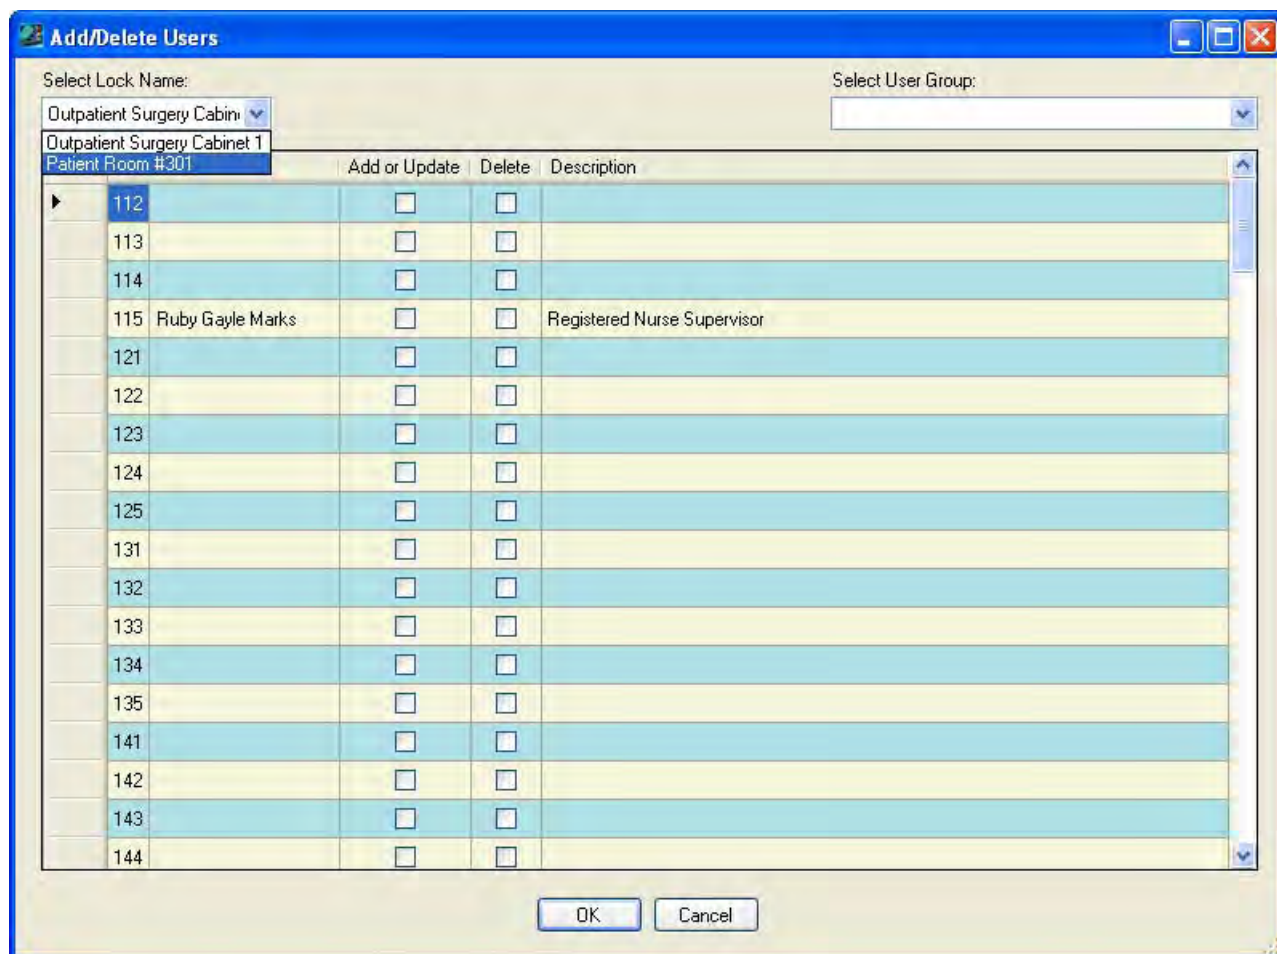 Add/Delete Users
Select Lock Name: Select User Group:
Outpatient Surgery Cabin
Outpatient Surgery Cabinet 1
Patient Room #301
Add or Update Delete Description
112
113
114
115 Ruby Gayle Marks Registered Nurse Supervisor
121
122
123
124
125
131
132
133
134
135
141
142
143
144
OK Cancel